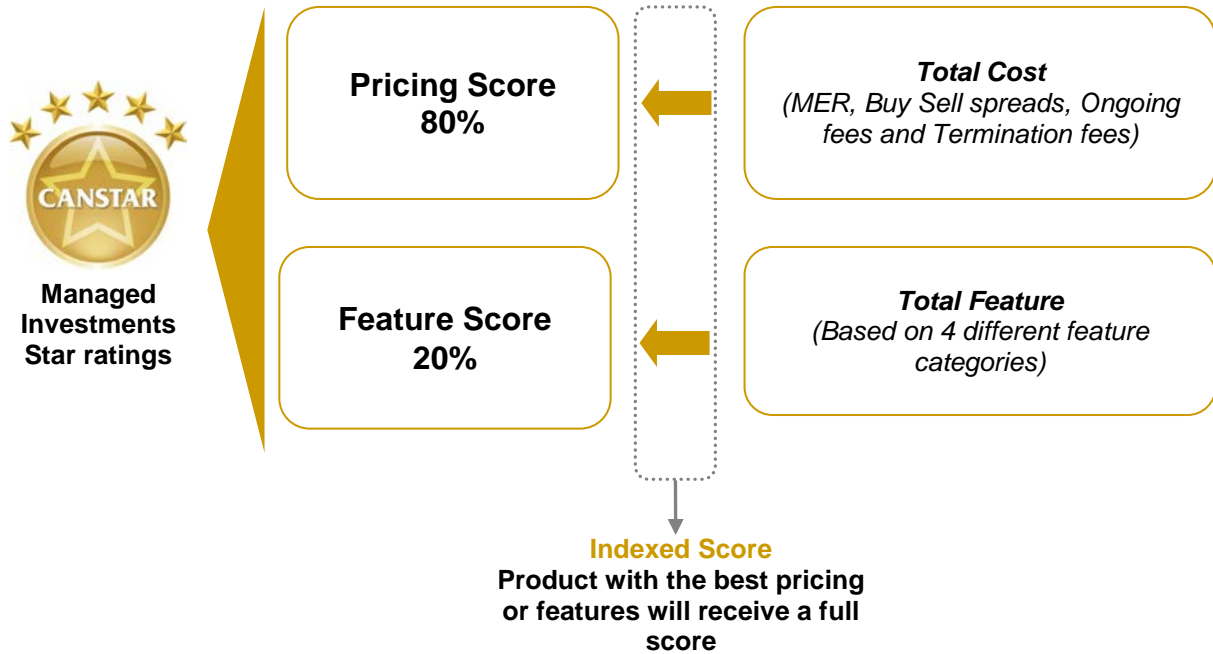 CANSTAR
Managed
Investments
Star ratings
Pricing Score
80%
Total Cost
(MER, Buy Sell spreads, Ongoing
fees and Termination fees)
Feature Score
20%
Total Feature
(Based on 4 different feature
categories)
Indexed Score
Product with the best pricing
or features will receive a full
score